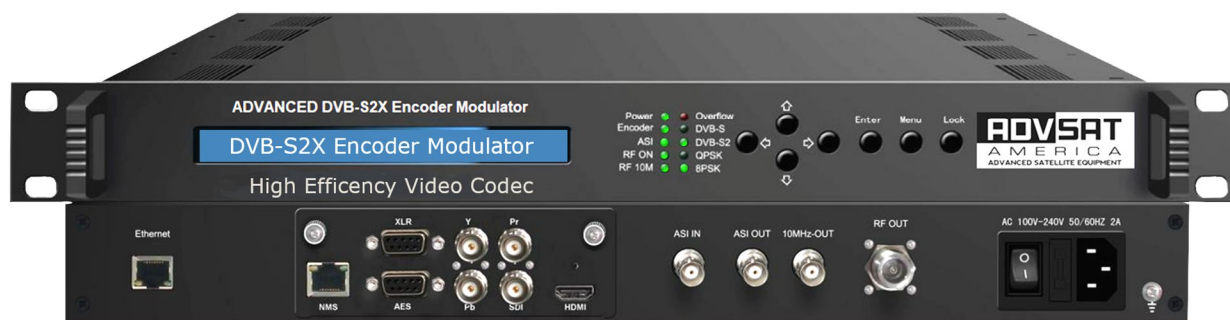 ADVANCED DVB-S2X Encoder Modulator
DVB-S2X Encoder Modulator
High Efficency Video Codec
Power Overflow
Encoder DVB-S
ASI DVB-S2
RF ON QPSK
RF 10M 8PSK
Enter Menu Lock
ADVSAT
AMERICA
ADVANCED SATELLITE EQUIPMENT
Ethernet
XLR Y Pr
NMS AES Pb SDI HDMI
ASI IN ASI OUT 10MHz-OUT
RF OUT
AC 100V-240V 50/60HZ 2A